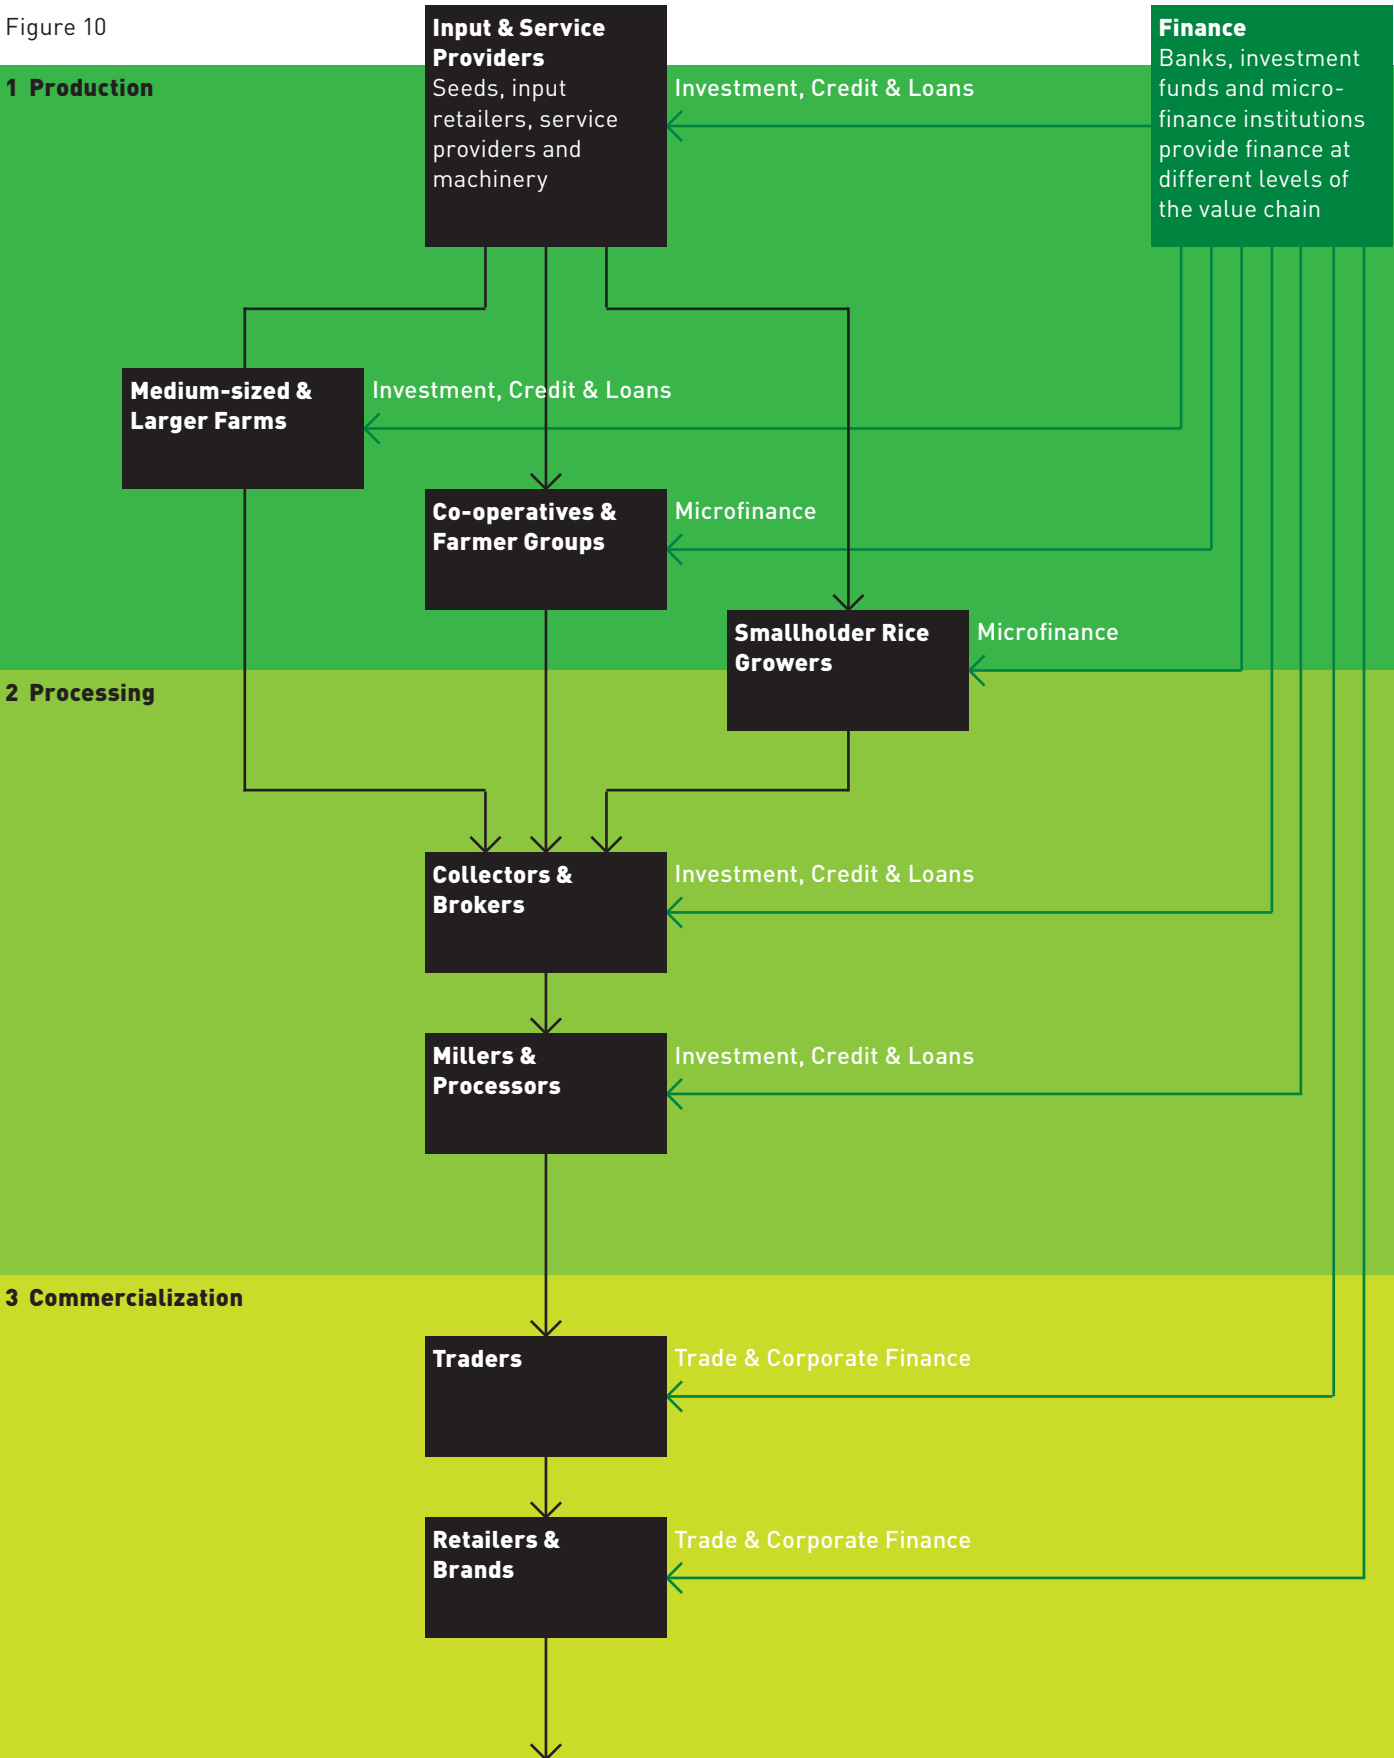 Figure 10
Input & Service
Providers
Seeds, input
retailers, service
providers and
machinery
Finance
Banks, investment
funds and micro-
finance institutions
provide finance at
different levels of
the value chain
1 Production
Investment, Credit & Loans
Medium-sized &
Larger Farms
Investment, Credit & Loans
Co-operatives &
Farmer Groups
Microfinance
Smallholder Rice
Growers
Microfinance
2 Processing
Collectors &
Brokers
Investment, Credit & Loans
Millers &
Processors
Investment, Credit & Loans
3 Commercialization
Traders
Trade & Corporate Finance
Retailers &
Brands
Trade & Corporate Finance